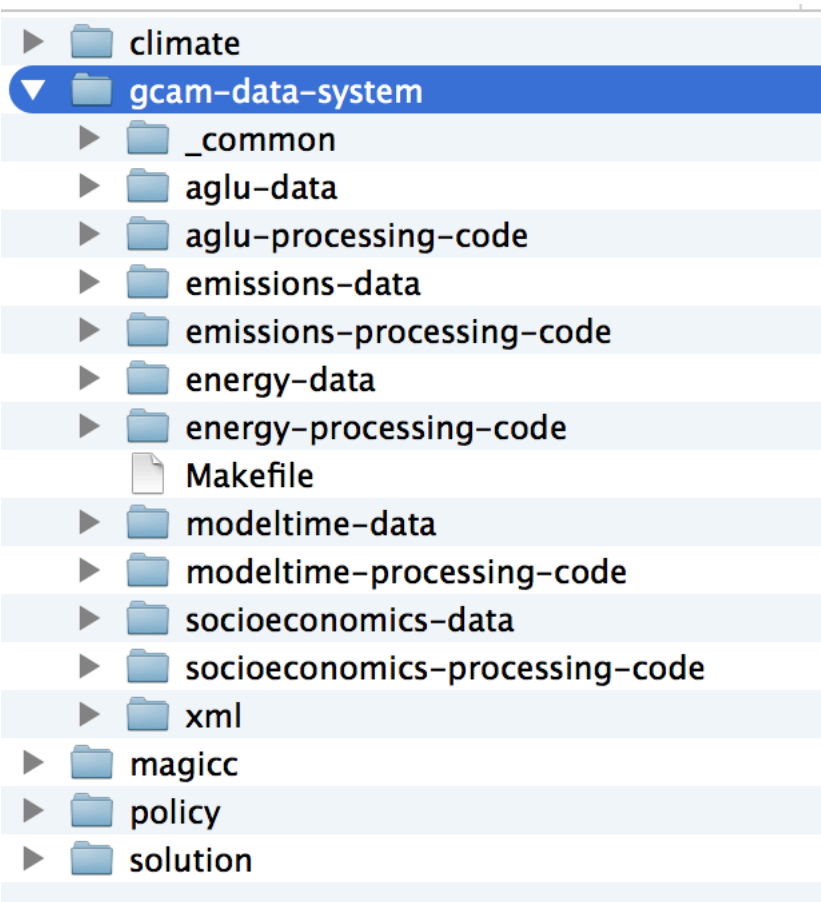 climate
gcam-data-system
_common
aglu-data
aglu-processing-code
emissions-data
emissions-processing-code
energy-data
energy-processing-code
Makefile
modeltime-data
modeltime-processing-code
socioeconomics-data
socioeconomics-processing-code
xml
magicc
policy
solution